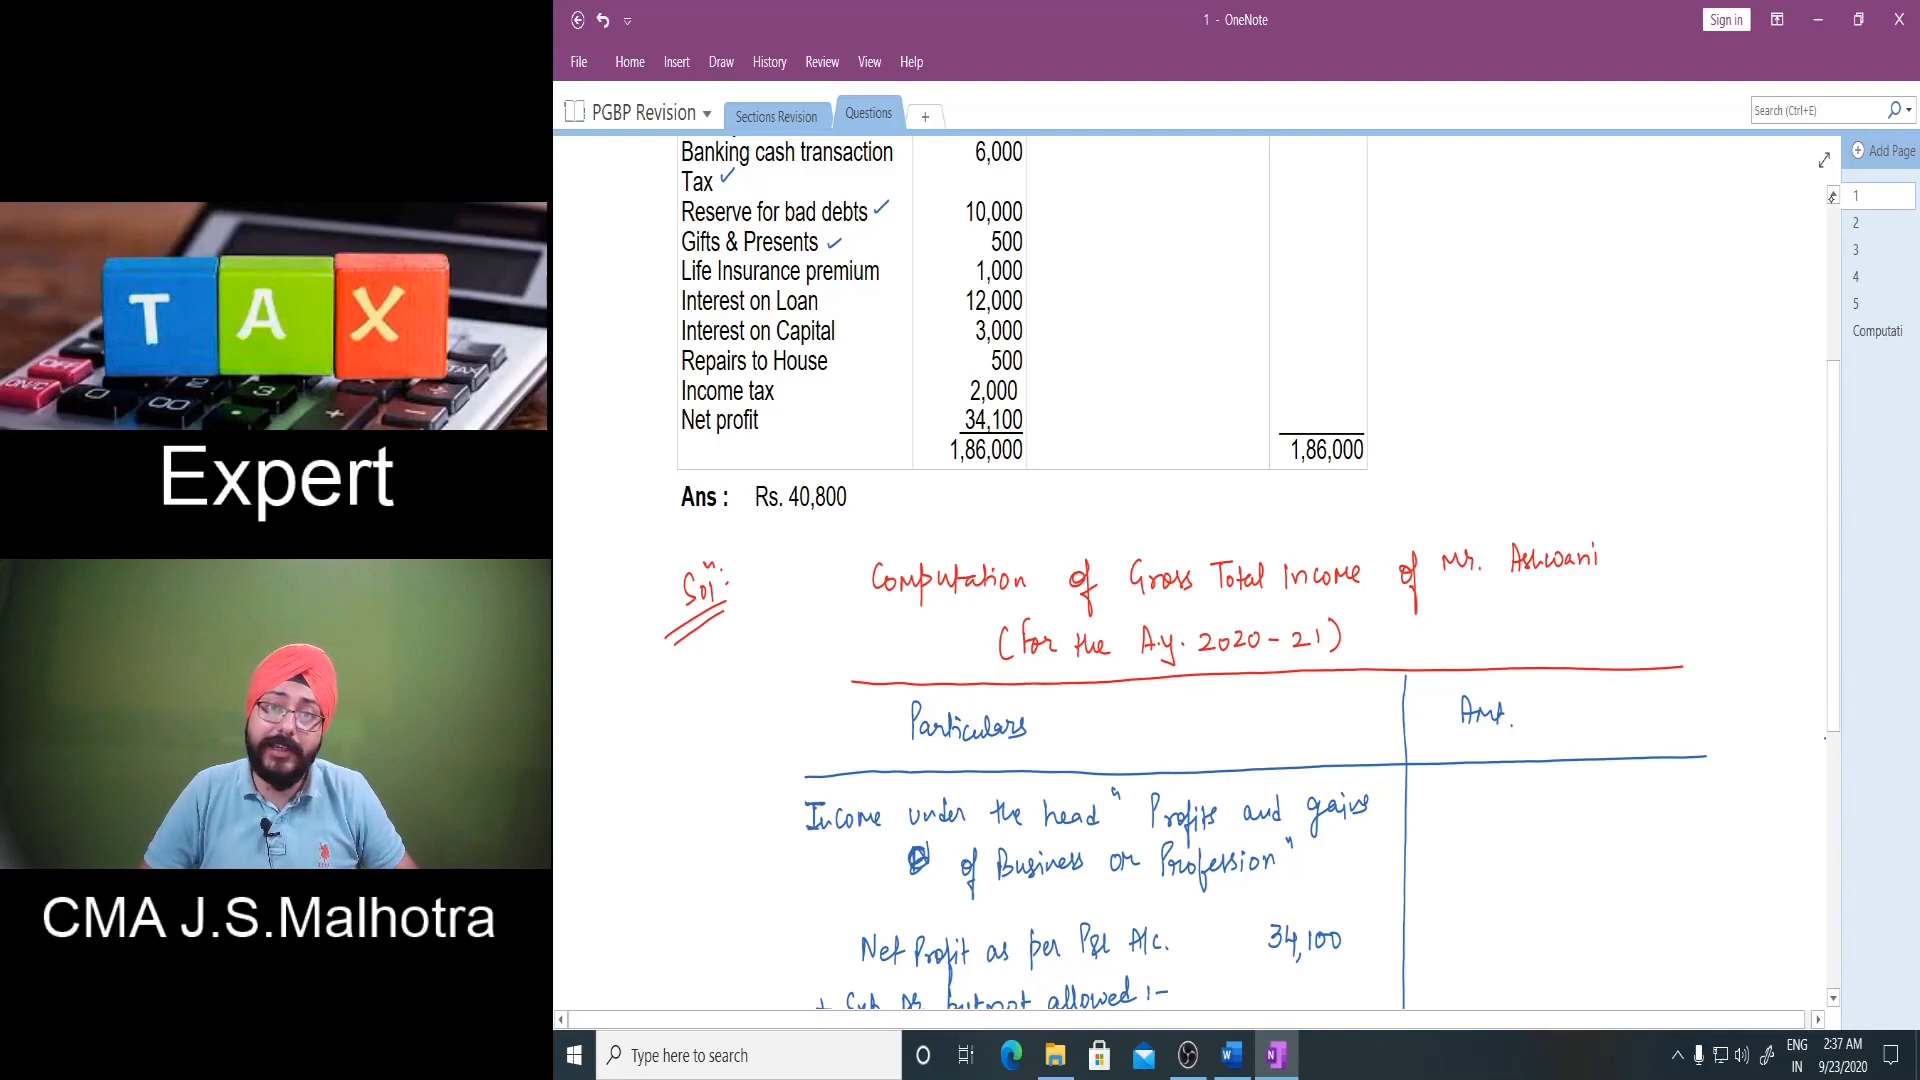 T A X
Expert
CMA J.S.Malhotra
1 - OneNote
Sign in
File Home Insert Draw History Review View Help
PGBP Revision Sections Revision Questions +
Search (Ctrl+E)
Add Page
1
2
3
4
5
Computati
Banking cash transaction 6,000
Tax
Reserve for bad debts 10,000
Gifts & Presents 500
Life Insurance premium 1,000
Interest on Loan 12,000
Interest on Capital 3,000
Repairs to House 500
Income tax 2,000
Net profit 34,100
1,86,000 1,86,000
Ans : Rs. 40,800
Solⁿ: Computation of Gross Total Income of Mr. Ashwani
(For the A.y. 2020-21)
Particulars Amt.
Income under the head " Profits and gains
of Business or Profession"
Net Profit as per P&L A/c. 34,100
+ but not allowed :-
Type here to search
ENG
IN
2:37 AM
9/23/2020